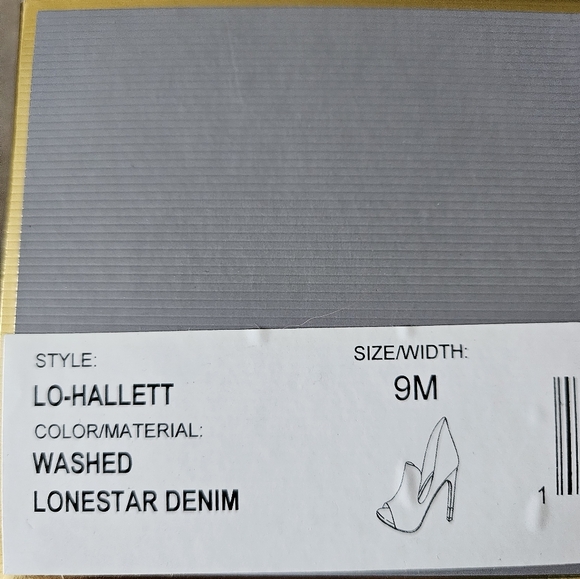 STYLE:
LO-HALLETT
COLOR/MATERIAL:
WASHED
LONESTAR DENIM
SIZE/WIDTH:
9M
1